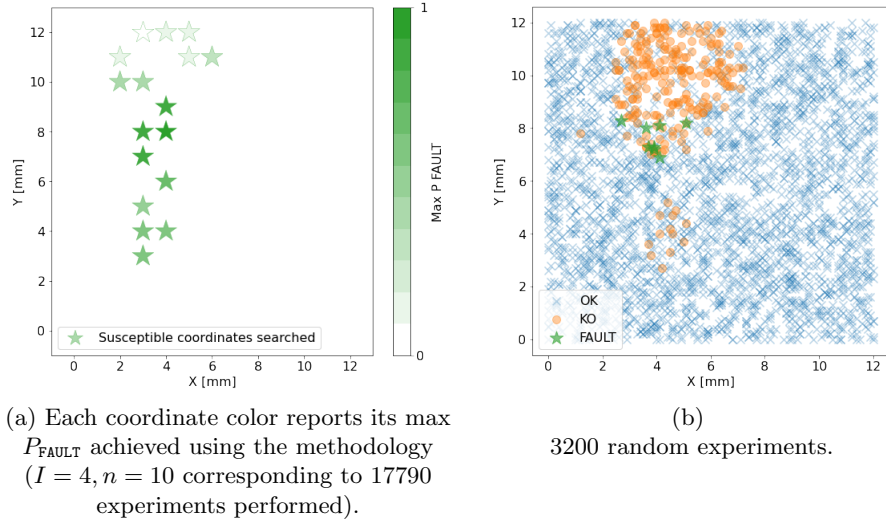 12
10
8
6
4
2
0
Y [mm]
0 2 4 6 8 10 12
X [mm]
Susceptible coordinates searched
1
0
Max P FAULT
12
10
8
6
4
2
0
Y [mm]
0 2 4 6 8 10 12
X [mm]
OK
KO
FAULT
(a) Each coordinate color reports its max
P_FAULT achieved using the methodology
(I = 4, n = 10 corresponding to 17790
experiments performed).
(b)
3200 random experiments.